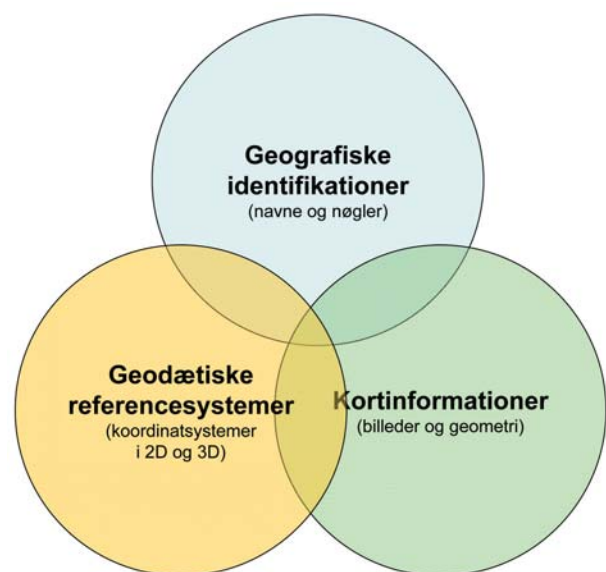 Geografiske
identifikationer
(navne og nøgler)
Geodætiske
referencesystemer
(koordinatsystemer
i 2D og 3D)
Kortinformationer
(billeder og geometri)